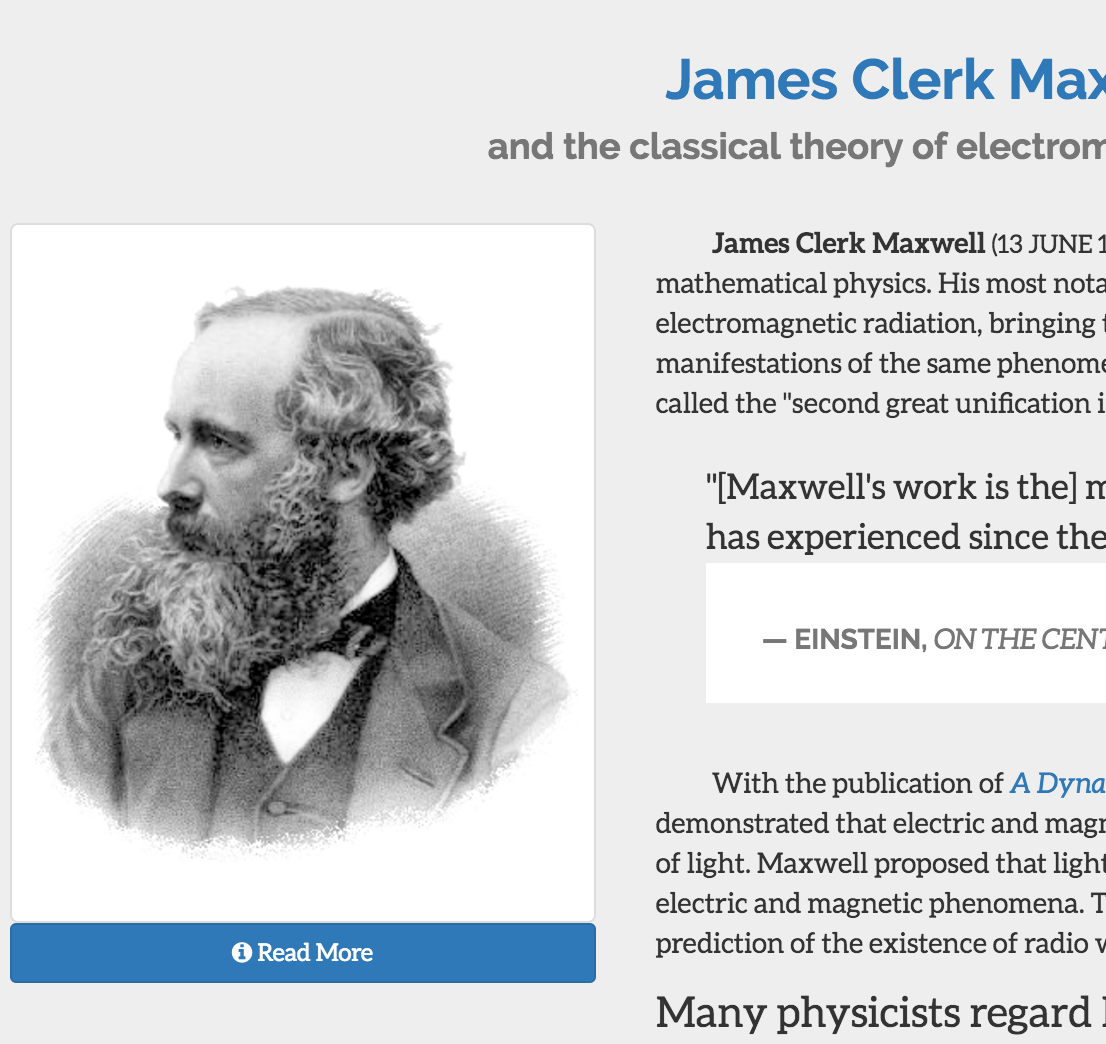 James Clerk Max
and the classical theory of electrom
James Clerk Maxwell (13 JUNE 1
mathematical physics. His most nota
electromagnetic radiation, bringing t
manifestations of the same phenome
called the "second great unification i
"[Maxwell's work is the] m
has experienced since the
— EINSTEIN, ON THE CENT
With the publication of A Dyna
demonstrated that electric and magn
of light. Maxwell proposed that light
electric and magnetic phenomena. T
prediction of the existence of radio w
Read More
Many physicists regard